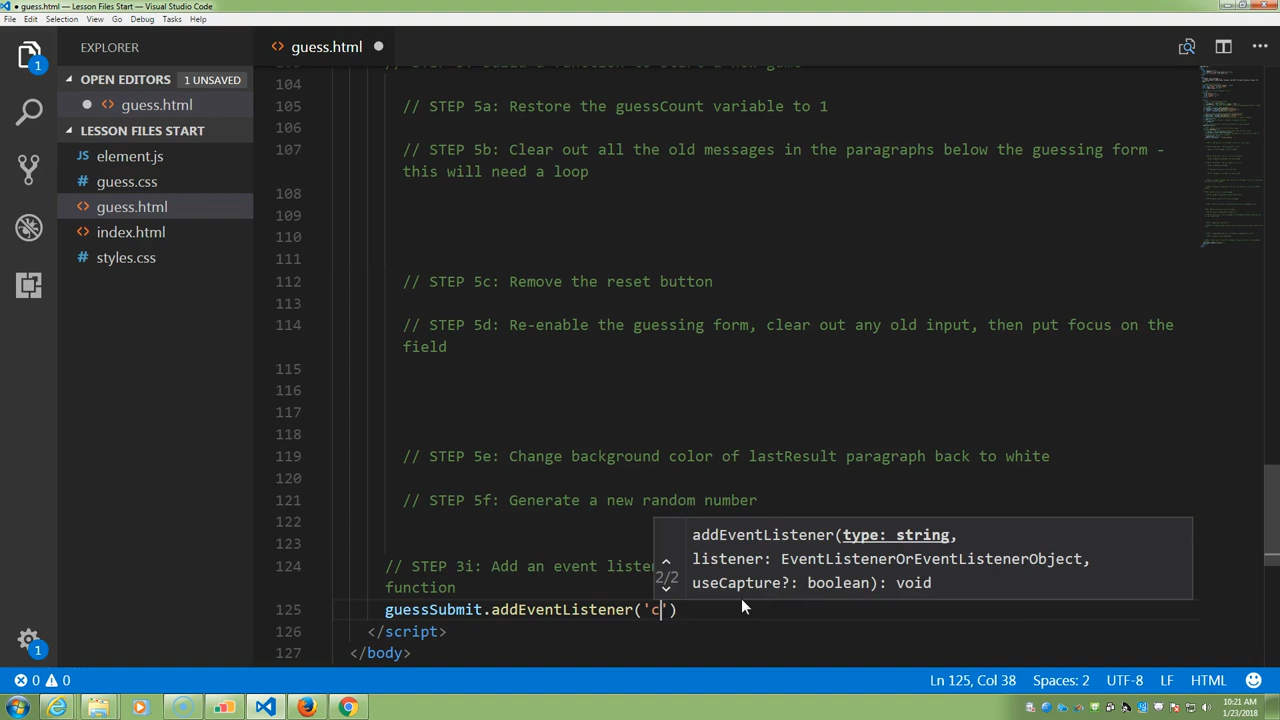 ● guess.html — Lesson Files Start — Visual Studio Code
File Edit Selection View Go Debug Tasks Help
EXPLORER
OPEN EDITORS 1 UNSAVED
guess.html
LESSON FILES START
JS element.js
# guess.css
guess.html
index.html
# styles.css
1
1
guess.html
104
105 // STEP 5a: Restore the guessCount variable to 1
106
107 // STEP 5b: Clear out all the old messages in the paragraphs below the guessing form -
this will need a loop
108
109
110
111
112 // STEP 5c: Remove the reset button
113
114 // STEP 5d: Re-enable the guessing form, clear out any old input, then put focus on the
field
115
116
117
118
119 // STEP 5e: Change background color of lastResult paragraph back to white
120
121 // STEP 5f: Generate a new random number
122
123
124 // STEP 3i: Add an event listen
function
125 guessSubmit.addEventListener('c')
126 </script>
127 </body>
2/2
addEventListener(type: string,
listener: EventListenerOrEventListenerObject,
useCapture?: boolean): void
0 0
Ln 125, Col 38 Spaces: 2 UTF-8 LF HTML
10:21 AM
1/23/2018